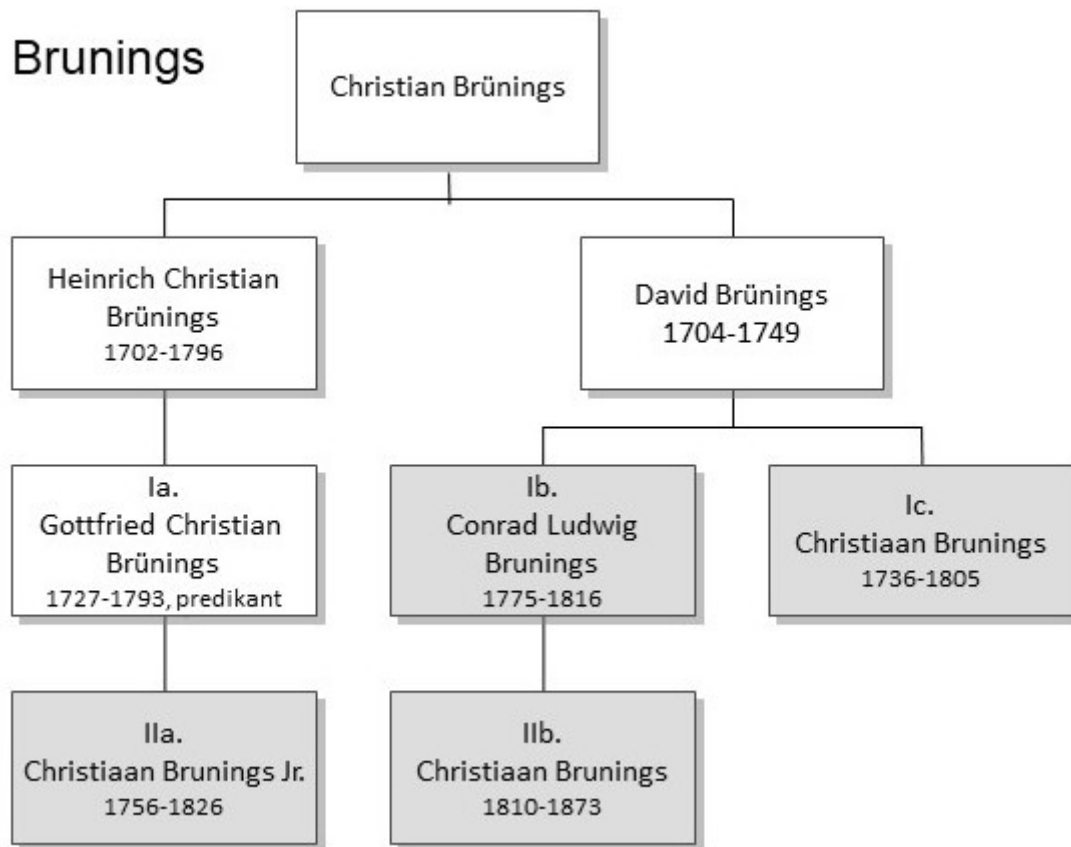 Brunings
Christian Brünings
Heinrich Christian
Brünings
1702-1796
David Brünings
1704-1749
Ia.
Gottfried Christian
Brünings
1727-1793, predikant
Ib.
Conrad Ludwig
Brunings
1775-1816
Ic.
Christiaan Brunings
1736-1805
IIa.
Christiaan Brunings Jr.
1756-1826
IIb.
Christiaan Brunings
1810-1873